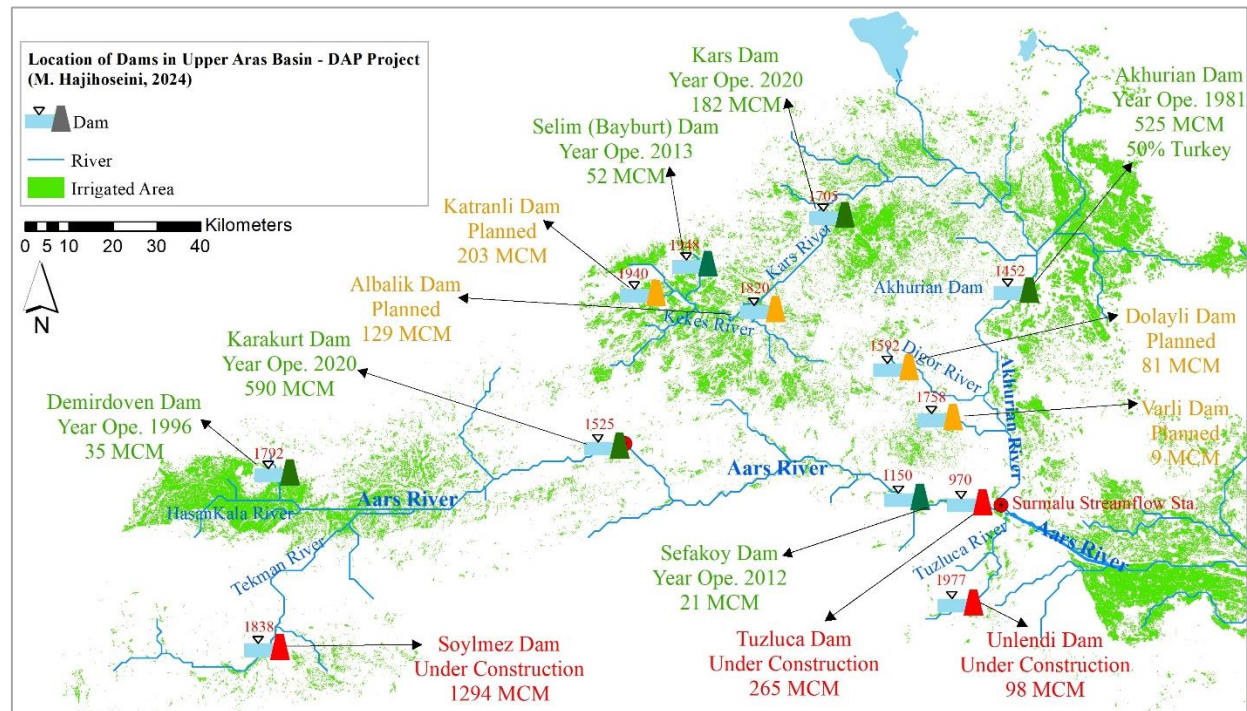 Location of Dams in Upper Aras Basin - DAP Project
(M. Hajihoseini, 2024)
Dam
River
Irrigated Area
Kilometers
0 5 10 20 30 40
N
Kars Dam
Year Ope. 2020
182 MCM
Akhurian Dam
Year Ope. 1981
525 MCM
50% Turkey
Selim (Bayburt) Dam
Year Ope. 2013
52 MCM
Katranli Dam
Planned
203 MCM
Albalik Dam
Planned
129 MCM
Karakurt Dam
Year Ope. 2020
590 MCM
Demirdoven Dam
Year Ope. 1996
35 MCM
1705
1948
1940
1820
1452
Kars River
Kekes River
Akhurian Dam
Dolayli Dam
Planned
81 MCM
1592
Digor River
1758
Akhurian River
Varli Dam
Planned
9 MCM
1525
1792
Aars River
HasanKala River
Aars River
1150
970
Surmalu Streamflow Sta.
Aars River
Tekman River
Tuzluca River
Sefakoy Dam
Year Ope. 2012
21 MCM
1977
1838
Soylmez Dam
Under Construction
1294 MCM
Tuzluca Dam
Under Construction
265 MCM
Unlendi Dam
Under Construction
98 MCM